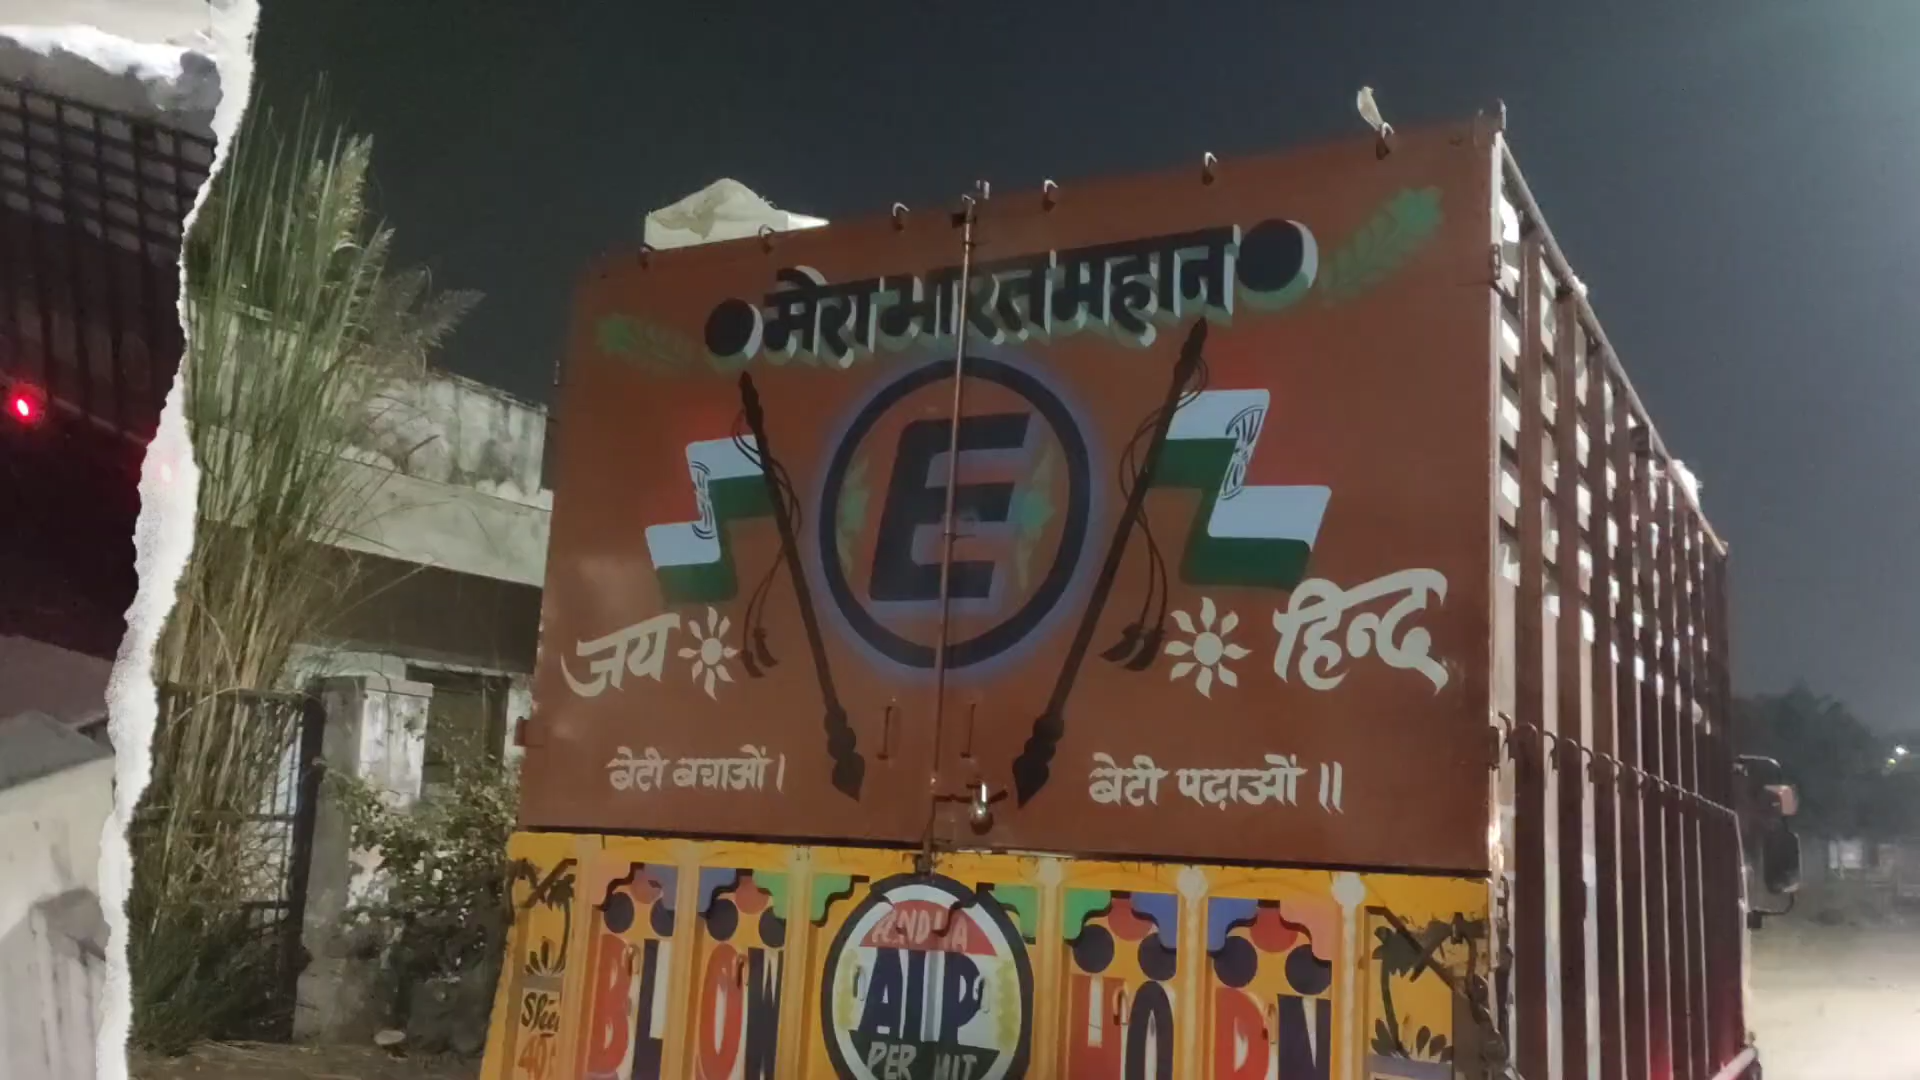 मेरा भारत महान
E
जय हिन्द
बेटी बचाओं । बेटी पढ़ाओं ॥
BLOW HORN
INDIA
AIP
PERMIT